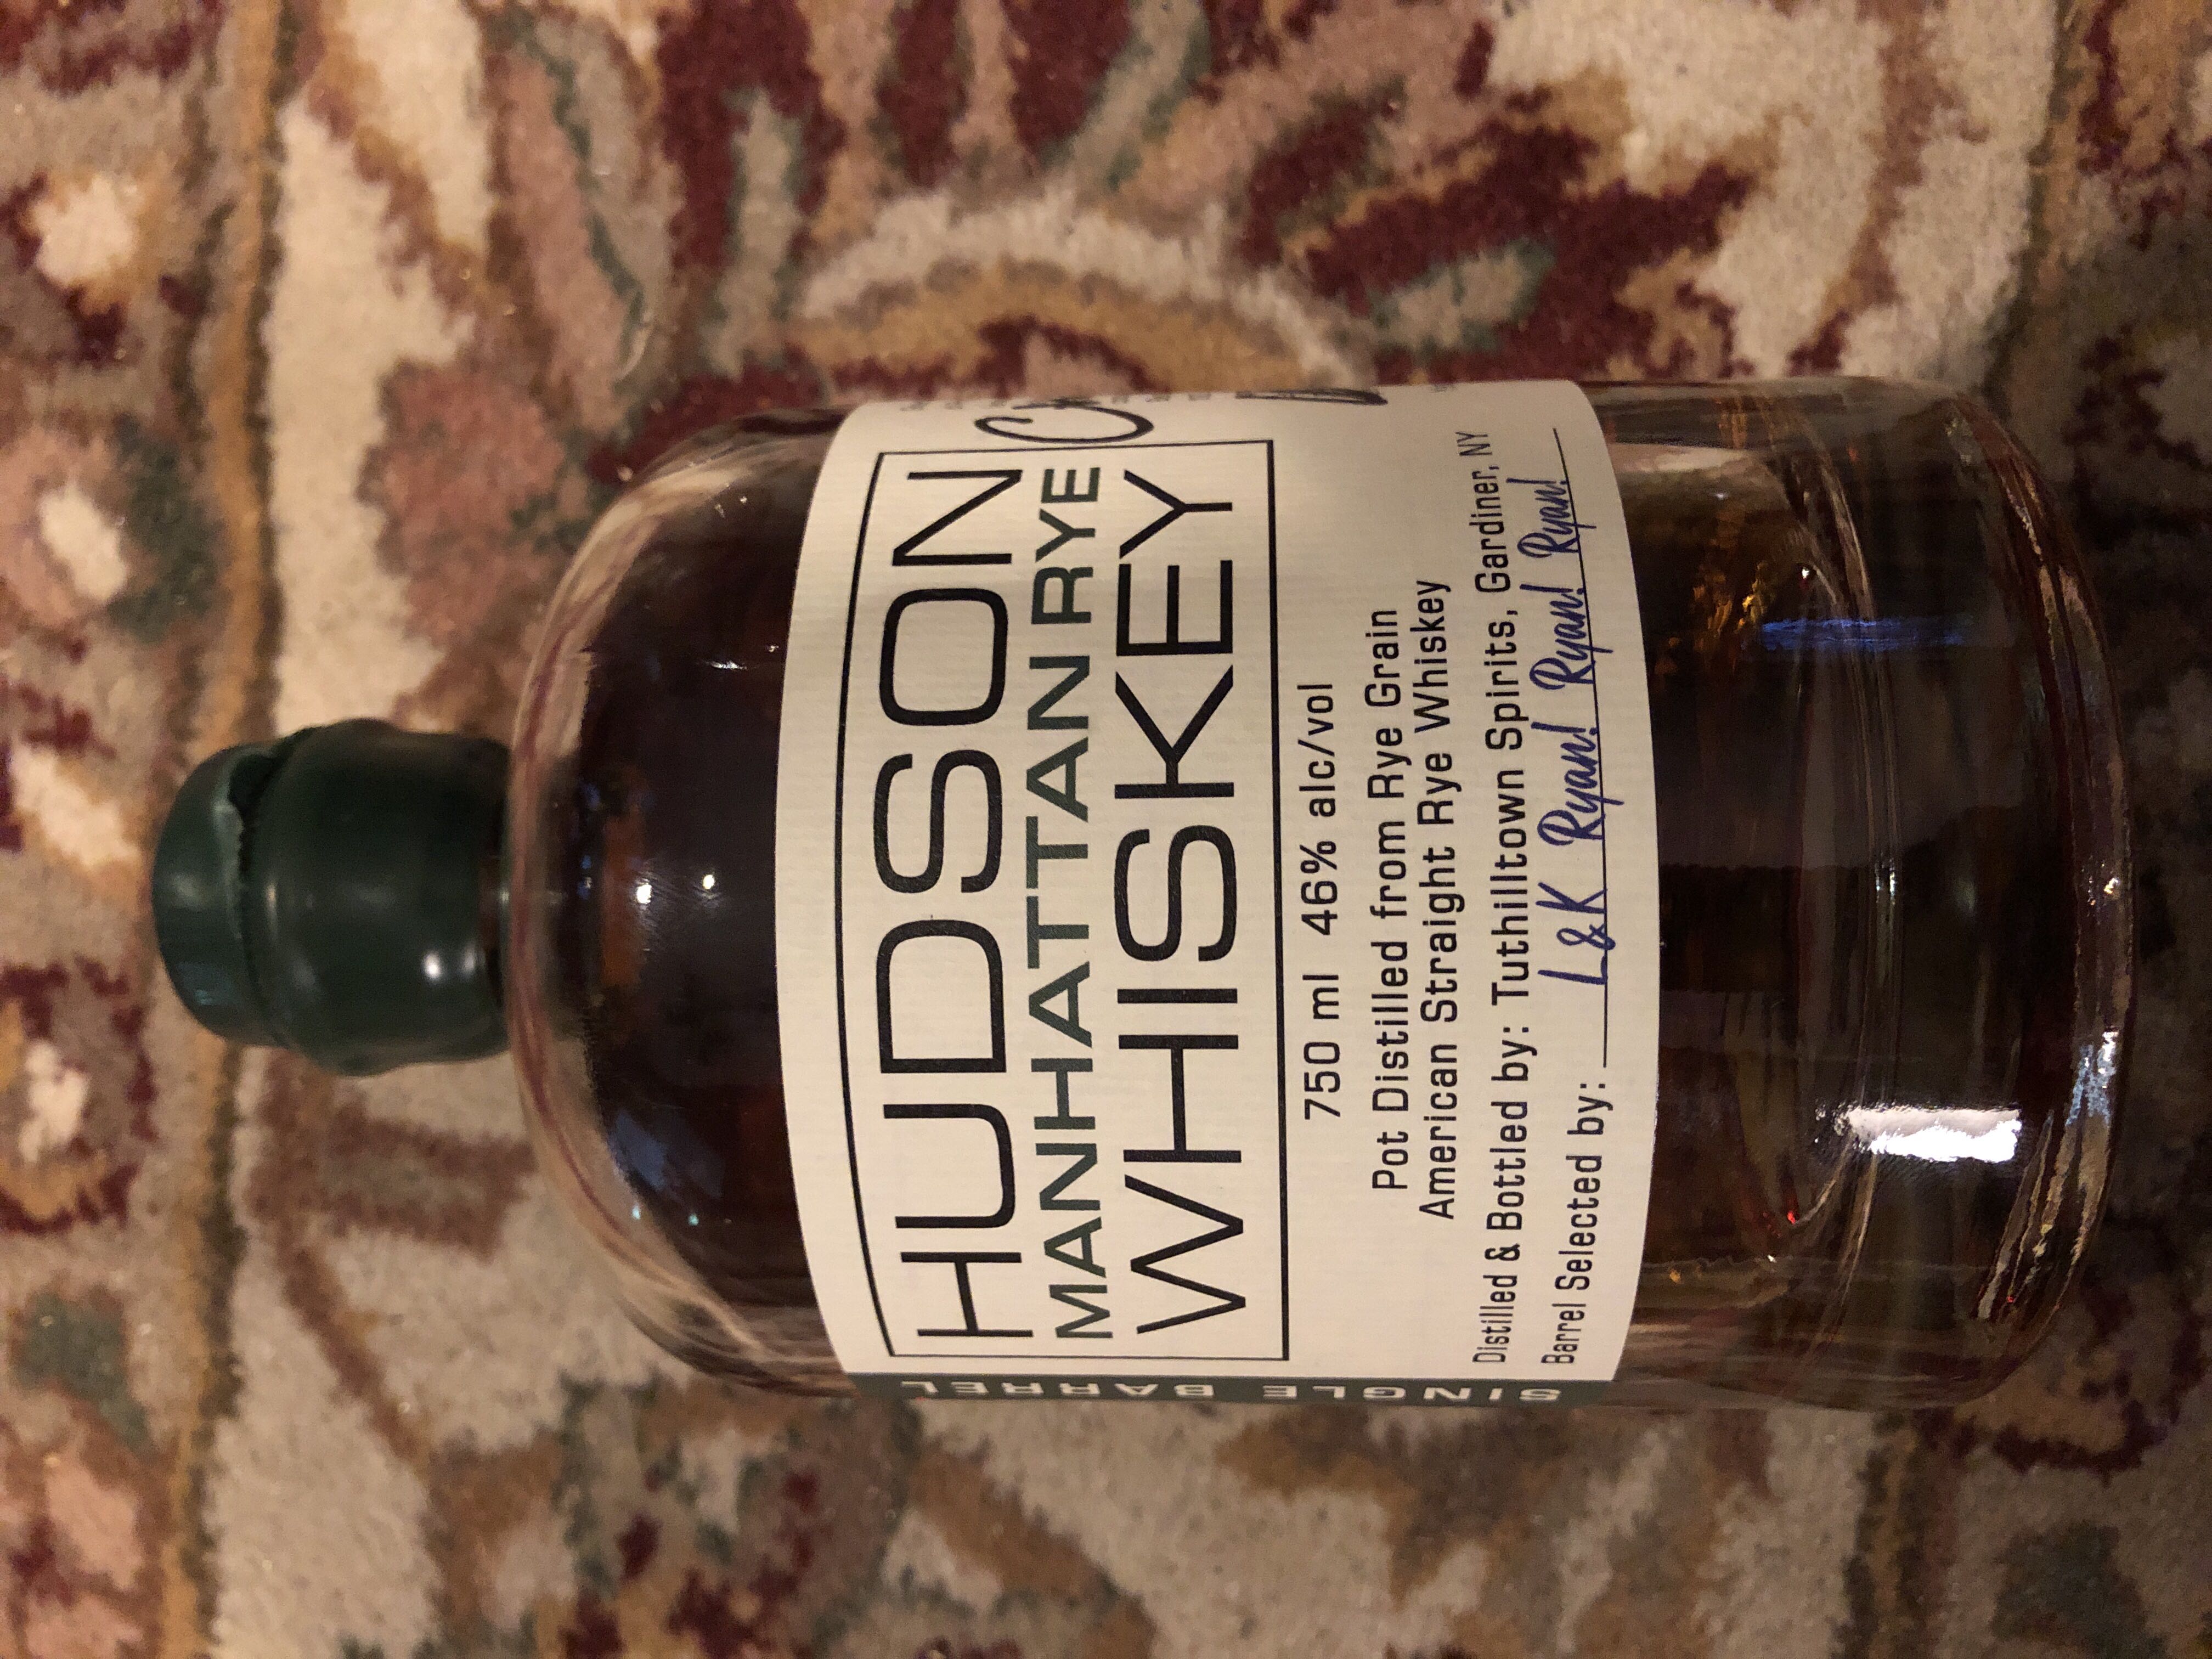 HUDSON
MANHATTAN RYE
WHISKEY
750 ml 46% alc/vol
Pot Distilled from Rye Grain
American Straight Rye Whiskey
Distilled & Bottled by: Tuthilltown Spirits, Gardiner, NY
Barrel Selected by: L&K Ryan! Ryan! Ryan!
SINGLE BARREL